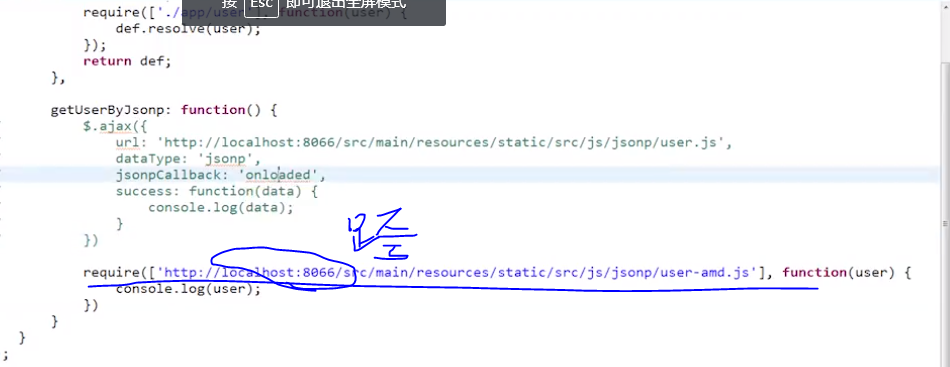 按 Esc 即可退出全屏模式
require(['./app/user'], function(user) {
def.resolve(user);
});
return def;
},
getUserByJsonp: function() {
$.ajax({
url: 'http://localhost:8066/src/main/resources/static/src/js/jsonp/user.js',
dataType: 'jsonp',
jsonpCallback: 'onloaded',
success: function(data) {
console.log(data);
}
})
require(['http://localhost:8066/src/main/resources/static/src/js/jsonp/user-amd.js'], function(user) {
console.log(user);
})
}
}
;